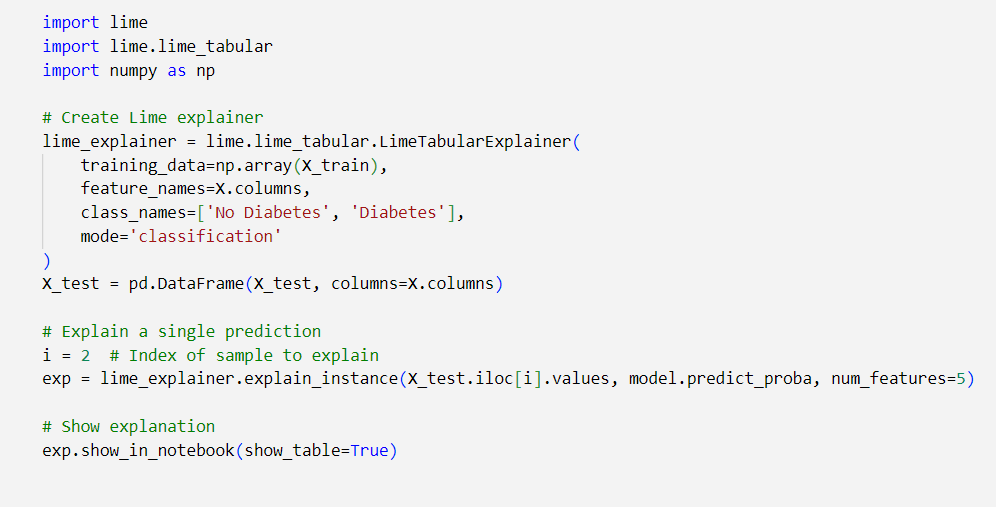 import lime
import lime.lime_tabular
import numpy as np
# Create Lime explainer
lime_explainer = lime.lime_tabular.LimeTabularExplainer(
    training_data=np.array(X_train),
    feature_names=X.columns,
    class_names=['No Diabetes', 'Diabetes'],
    mode='classification'
)
X_test = pd.DataFrame(X_test, columns=X.columns)
# Explain a single prediction
i = 2  # Index of sample to explain
exp = lime_explainer.explain_instance(X_test.iloc[i].values, model.predict_proba, num_features=5)
# Show explanation
exp.show_in_notebook(show_table=True)